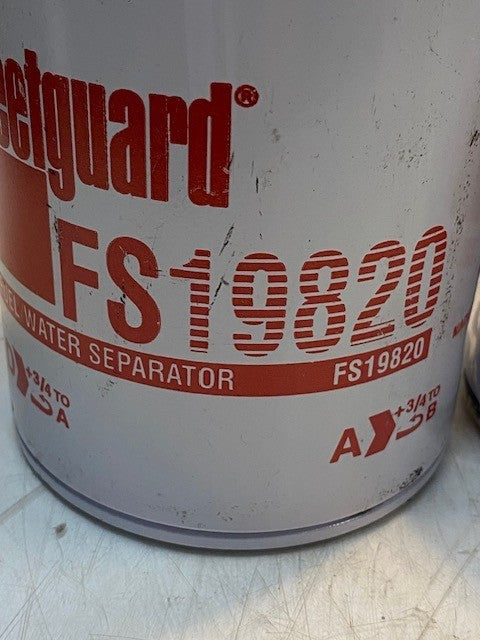 eetguard®
FS19820
EL WATER SEPARATOR FS19820
+3/4 TO A
A +3/4 TO B